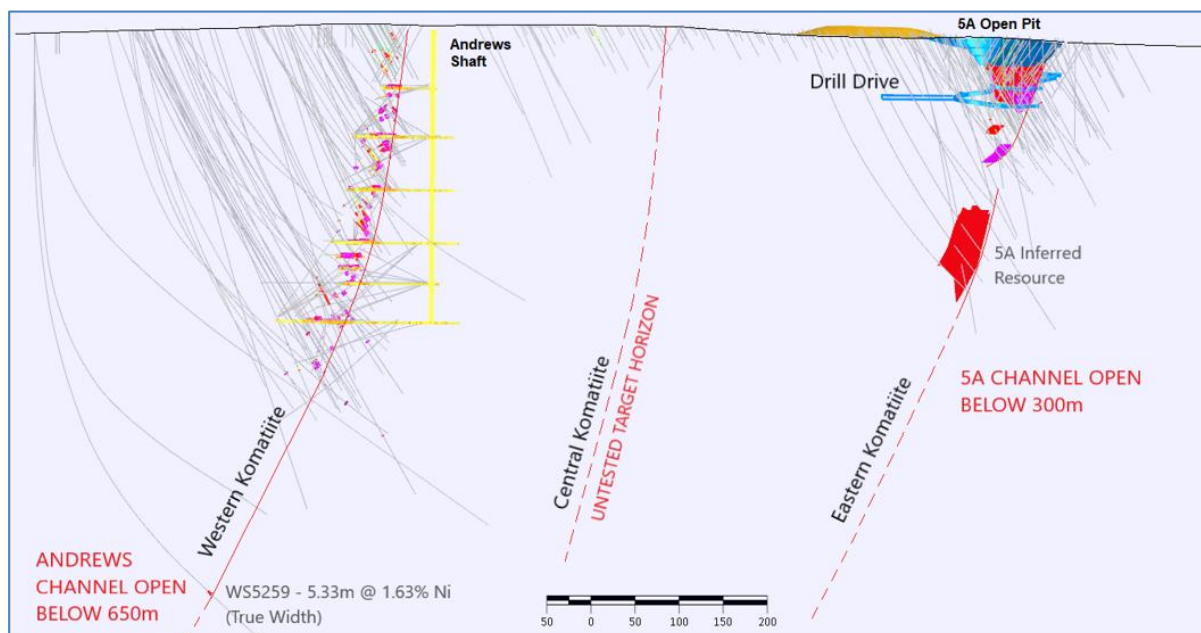 5A Open Pit
Andrews
Shaft
Drill Drive
5A Inferred
Resource
Western Komatiite
Central Komatiite
UNTESTED TARGET HORIZON
Eastern Komatiite
5A CHANNEL OPEN
BELOW 300m
ANDREWS
CHANNEL OPEN
BELOW 650m
WS5259 - 5.33m @ 1.63% Ni
(True Width)
50 0 50 100 150 200